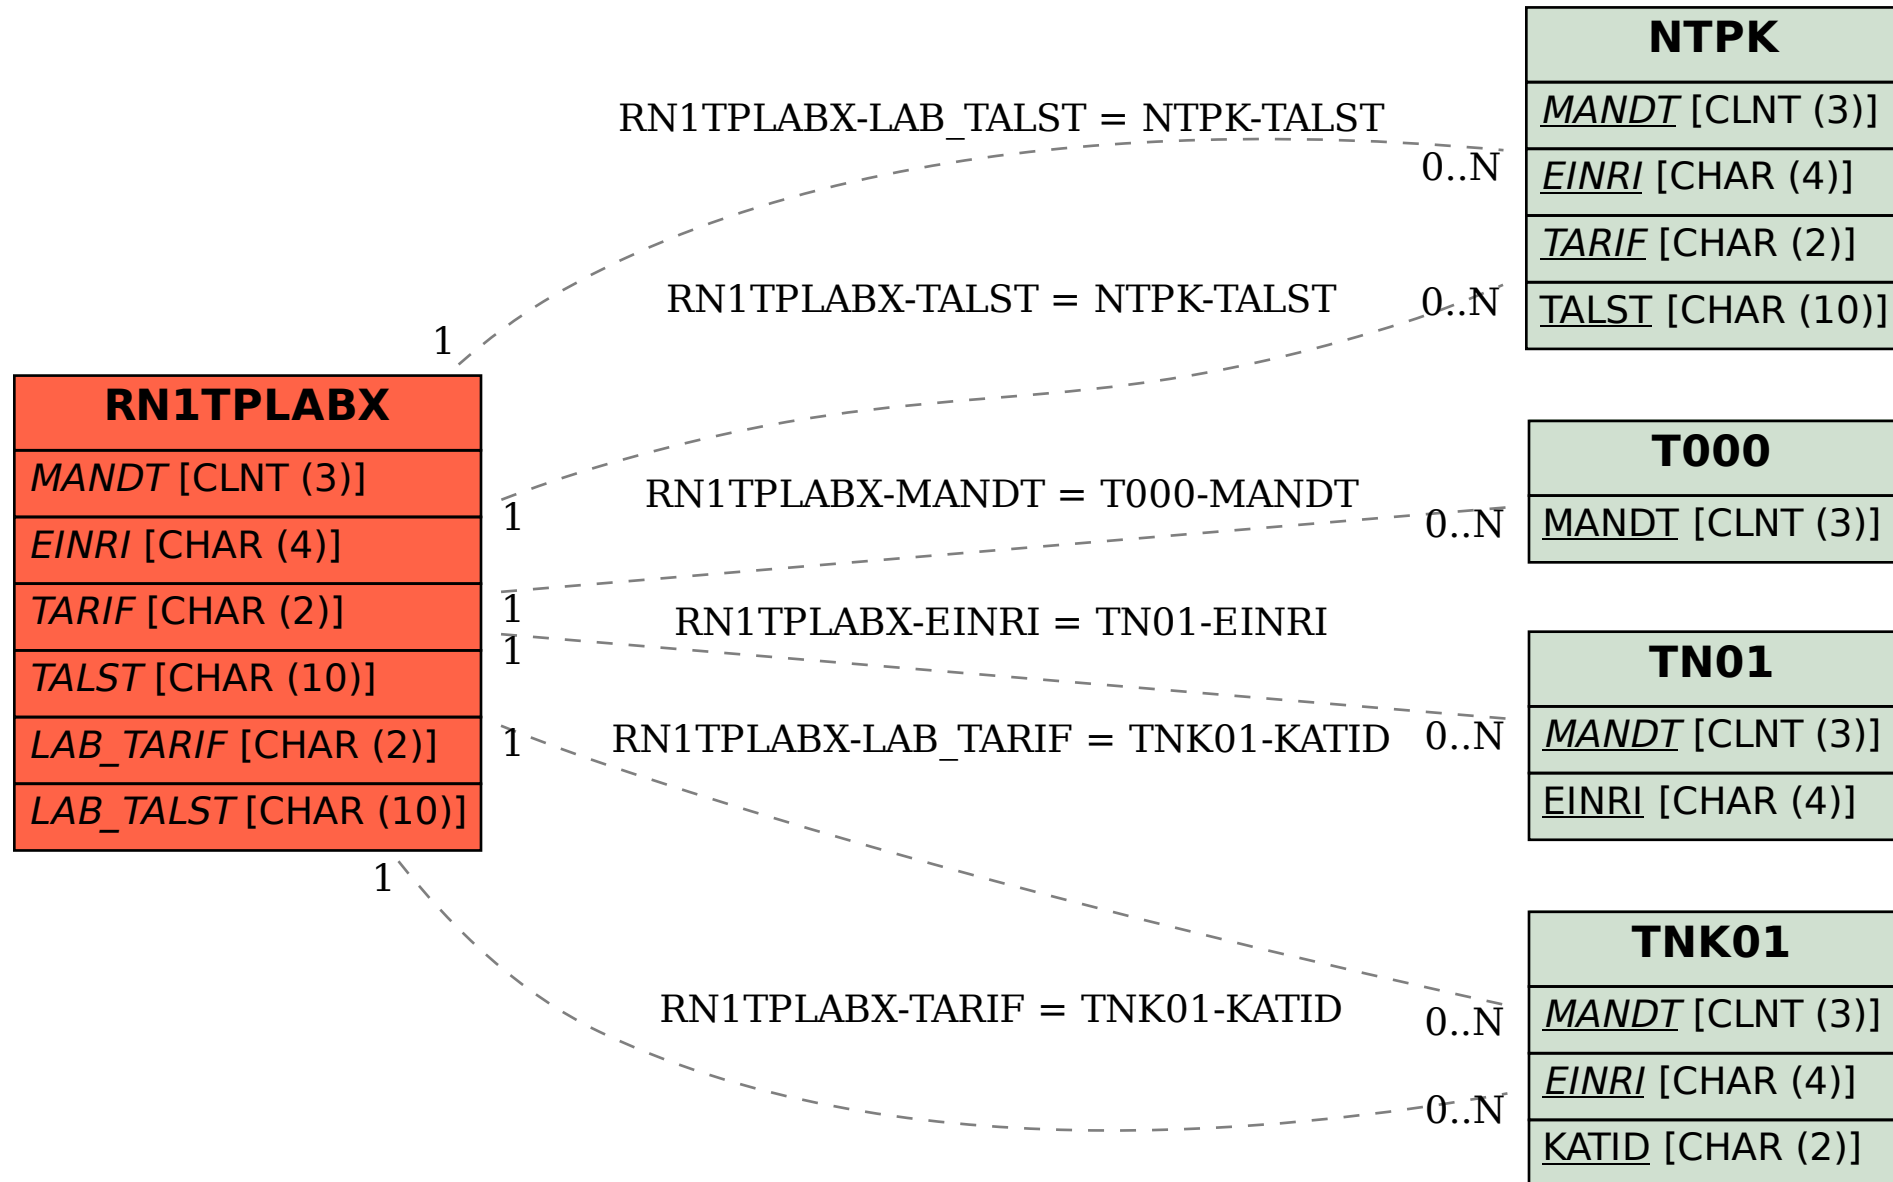 NTPK
MANDT [CLNT (3)]
EINRI [CHAR (4)]
TARIF [CHAR (2)]
TALST [CHAR (10)]
RN1TPLABX-LAB_TALST = NTPK-TALST
0..N
1
RN1TPLABX-TALST = NTPK-TALST
0..N
1
RN1TPLABX
MANDT [CLNT (3)]
EINRI [CHAR (4)]
TARIF [CHAR (2)]
TALST [CHAR (10)]
LAB_TARIF [CHAR (2)]
LAB_TALST [CHAR (10)]
RN1TPLABX-MANDT = T000-MANDT
0..N
1
T000
MANDT [CLNT (3)]
RN1TPLABX-EINRI = TN01-EINRI
0..N
1
TN01
MANDT [CLNT (3)]
EINRI [CHAR (4)]
RN1TPLABX-LAB_TARIF = TNK01-KATID
0..N
1
RN1TPLABX-TARIF = TNK01-KATID
0..N
1
TNK01
MANDT [CLNT (3)]
EINRI [CHAR (4)]
KATID [CHAR (2)]